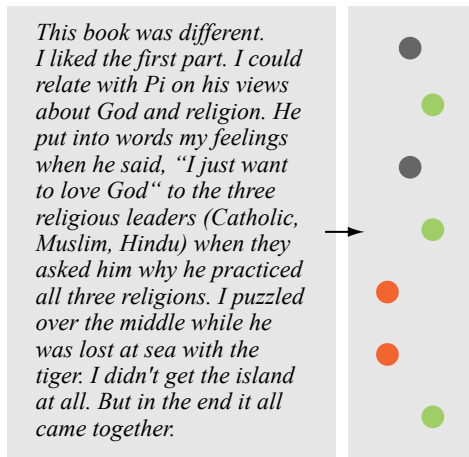 This book was different.
I liked the first part. I could
relate with Pi on his views
about God and religion. He
put into words my feelings
when he said, “I just want
to love God“ to the three
religious leaders (Catholic,
Muslim, Hindu) when they
asked him why he practiced
all three religions. I puzzled
over the middle while he
was lost at sea with the
tiger. I didn't get the island
at all. But in the end it all
came together.